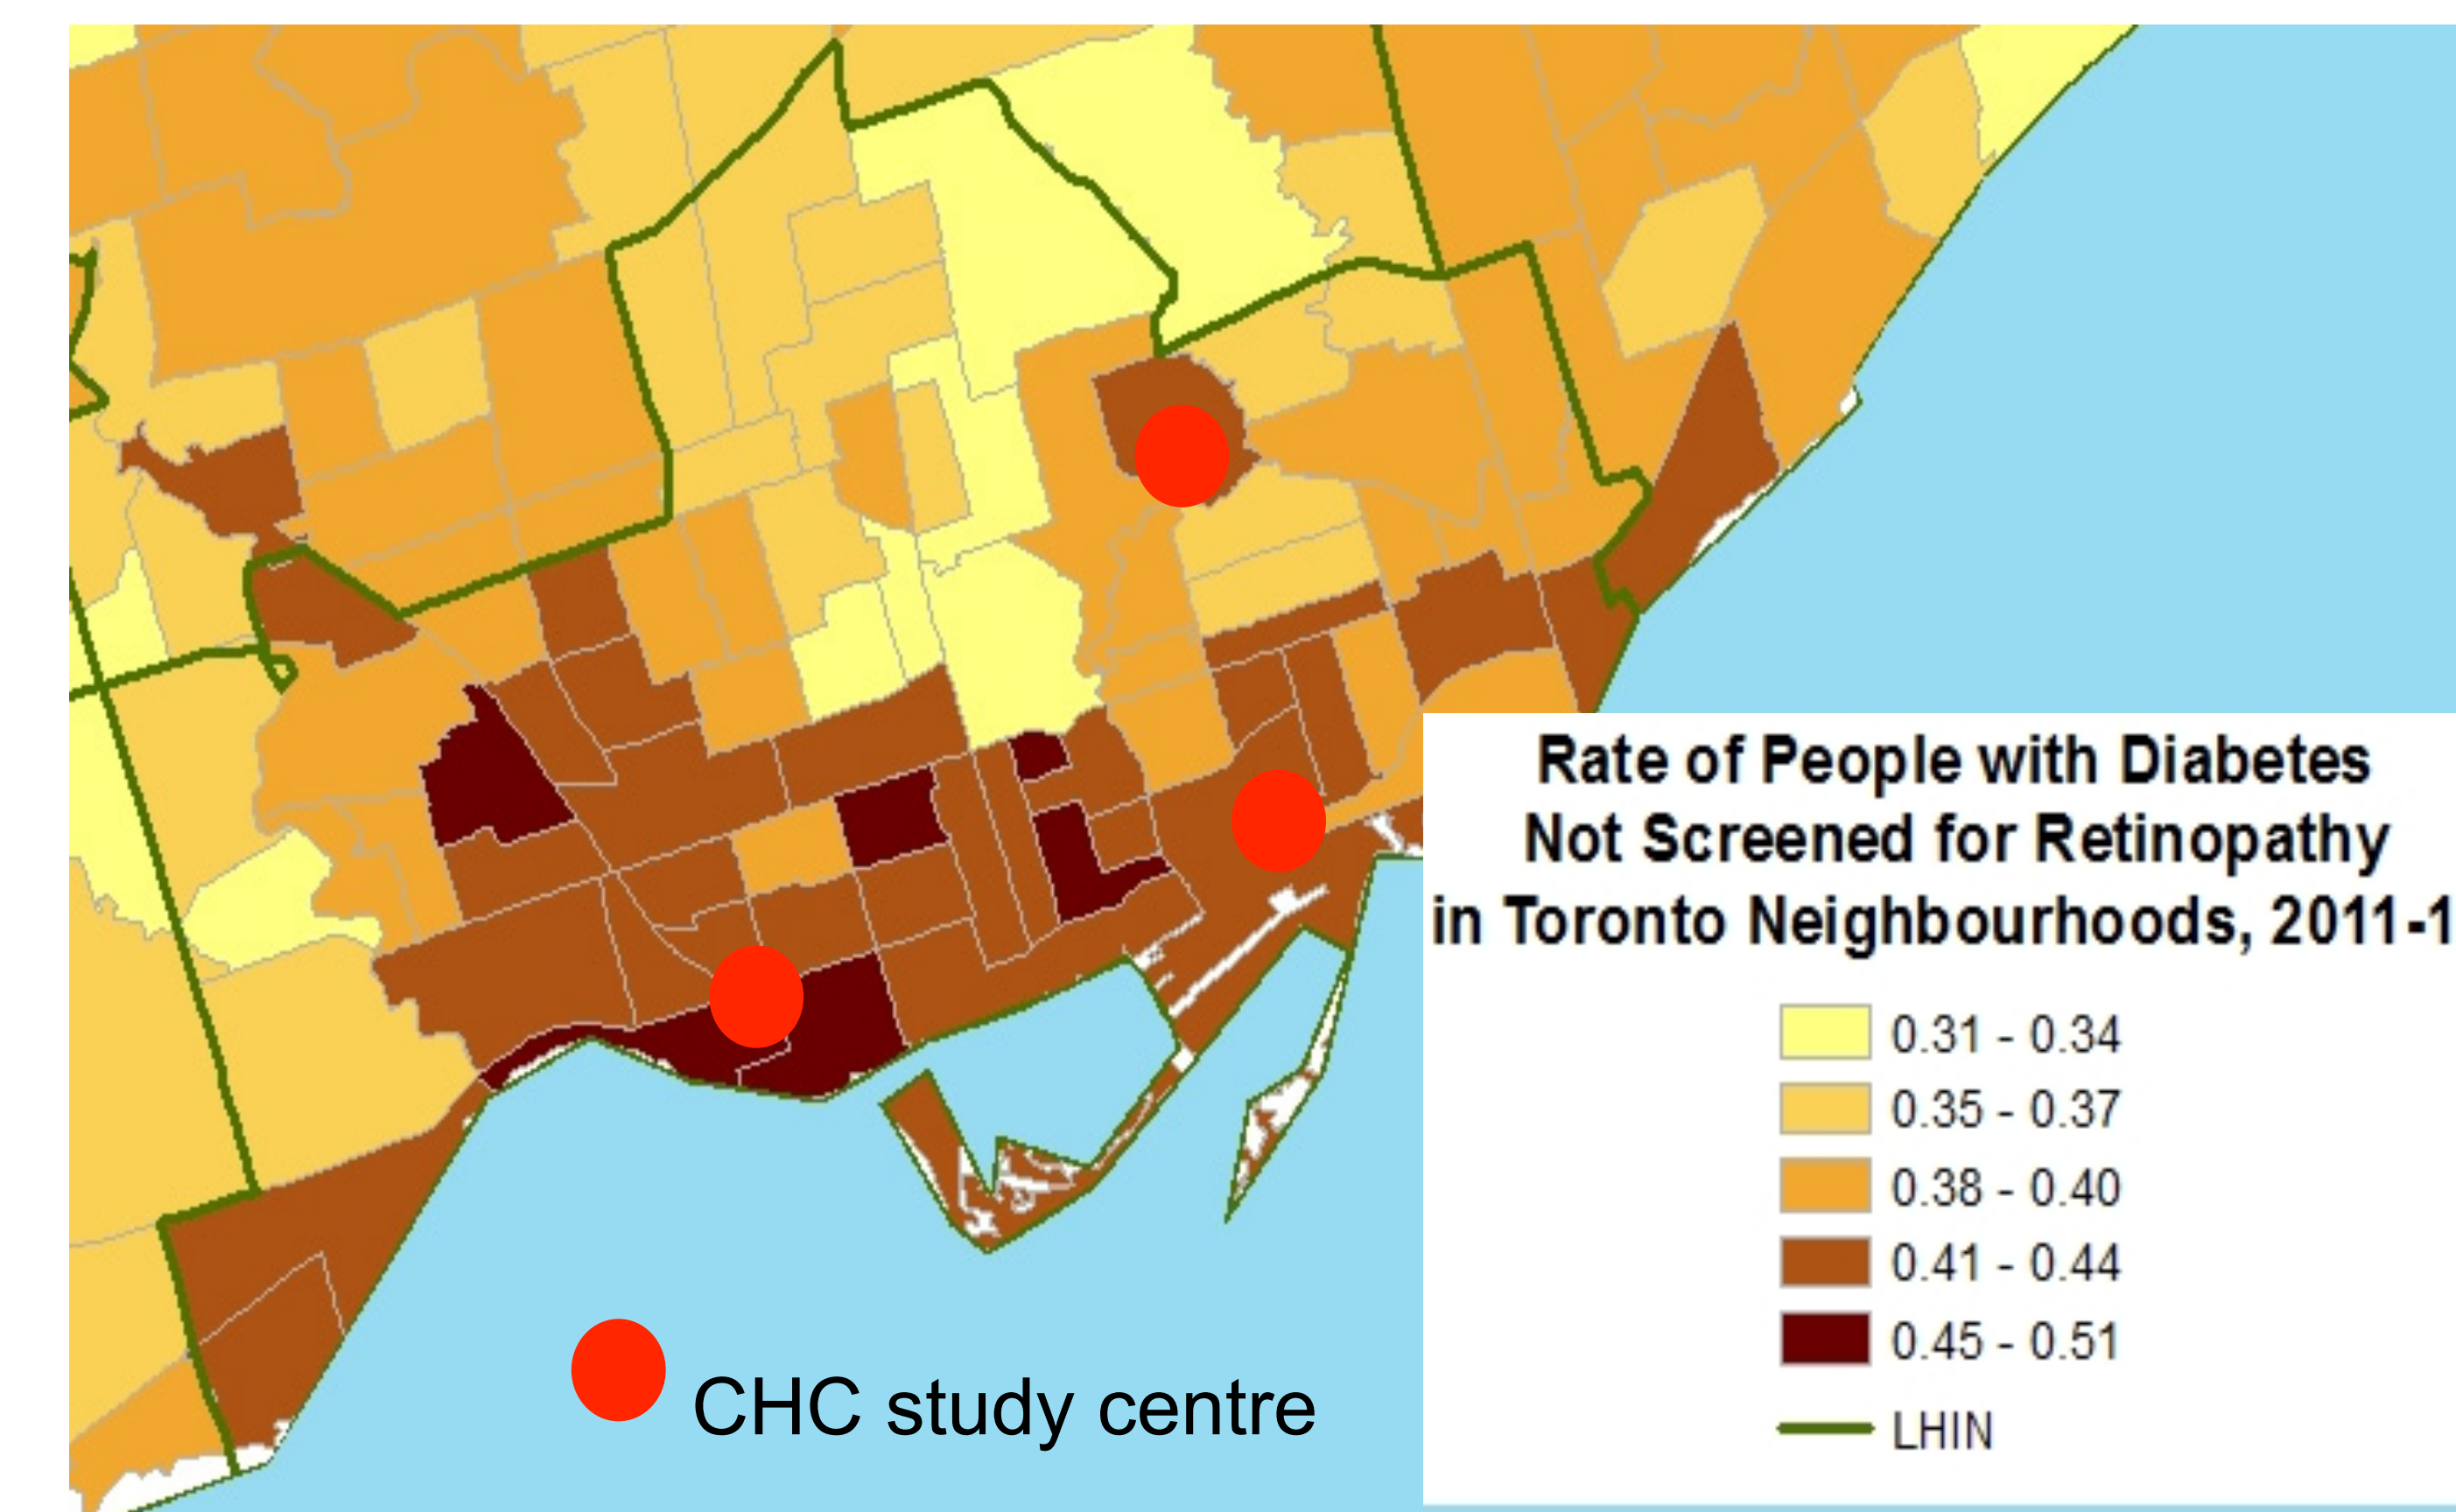 Rate of People with Diabetes
Not Screened for Retinopathy
in Toronto Neighbourhoods, 2011-1
0.31 - 0.34
0.35 - 0.37
0.38 - 0.40
0.41 - 0.44
0.45 - 0.51
LHIN
CHC study centre